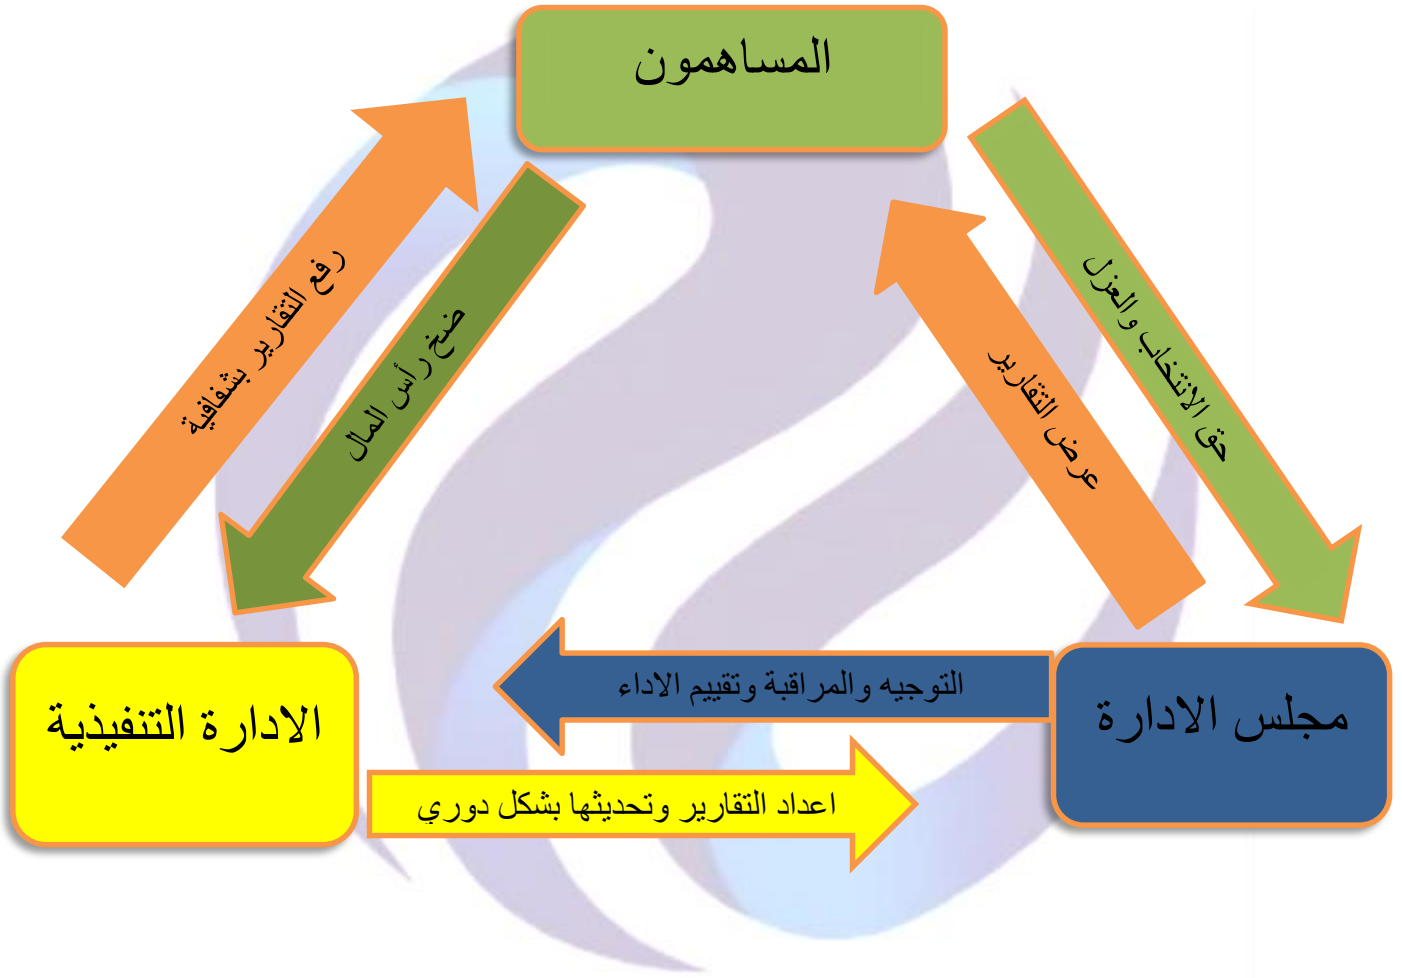 المساهمون
حق الانتخاب والعزل
عرض التقارير
ضخ رأس المال
رفع التقارير بشفافية
مجلس الادارة
التوجيه والمراقبة وتقييم الاداء
الادارة التنفيذية
اعداد التقارير وتحديثها بشكل دوري